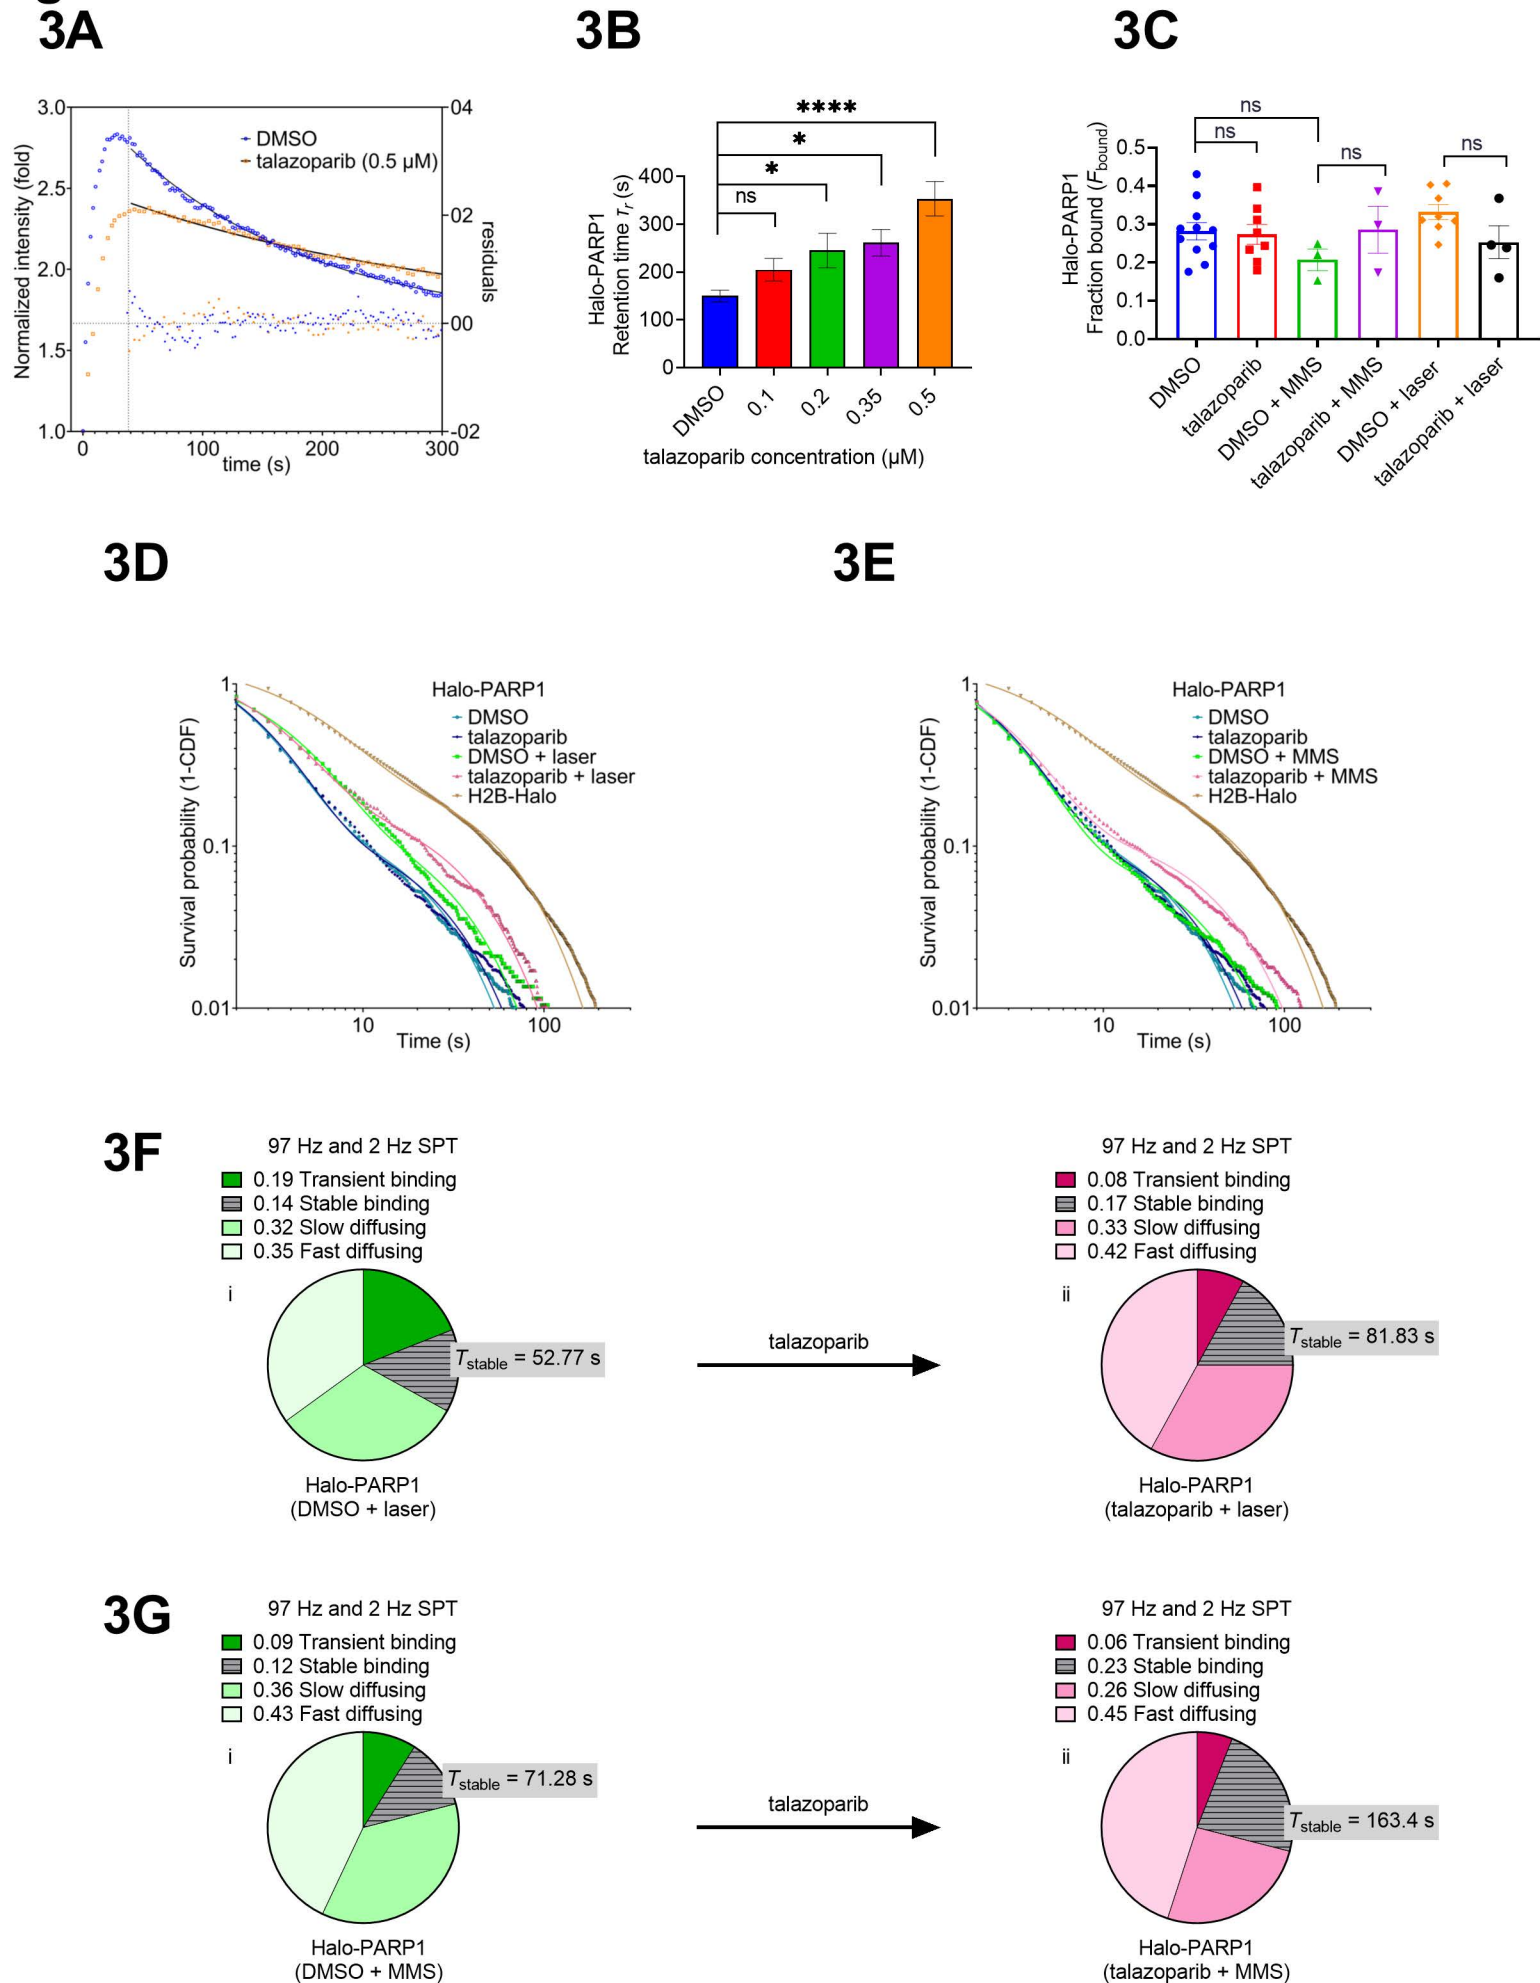 3A
3B
3C
3.0
2.5
2.0
1.5
1.0
Normalized intensity (fold)
DMSO
talazoparib (0.5 µM)
04
02
00
-02
residuals
0
100
200
300
time (s)
****
*
*
ns
400
300
200
100
0
Halo-PARP1
Retention time τr (s)
DMSO
0.1
0.2
0.35
0.5
talazoparib concentration (µM)
ns
ns
ns
ns
0.5
0.4
0.3
0.2
0.1
0.0
Halo-PARP1
Fraction bound (Fbound)
DMSO
talazoparib
DMSO + MMS
talazoparib + MMS
DMSO + laser
talazoparib + laser
3D
3E
1
0.1
0.01
Survival probability (1-CDF)
Halo-PARP1
DMSO
talazoparib
DMSO + laser
talazoparib + laser
H2B-Halo
10
100
Time (s)
1
0.1
0.01
Survival probability (1-CDF)
Halo-PARP1
DMSO
talazoparib
DMSO + MMS
talazoparib + MMS
H2B-Halo
10
100
Time (s)
3F
97 Hz and 2 Hz SPT
0.19 Transient binding
0.14 Stable binding
0.32 Slow diffusing
0.35 Fast diffusing
i
Tstable = 52.77 s
Halo-PARP1
(DMSO + laser)
talazoparib
97 Hz and 2 Hz SPT
0.08 Transient binding
0.17 Stable binding
0.33 Slow diffusing
0.42 Fast diffusing
ii
Tstable = 81.83 s
Halo-PARP1
(talazoparib + laser)
3G
97 Hz and 2 Hz SPT
0.09 Transient binding
0.12 Stable binding
0.36 Slow diffusing
0.43 Fast diffusing
i
Tstable = 71.28 s
Halo-PARP1
(DMSO + MMS)
talazoparib
97 Hz and 2 Hz SPT
0.06 Transient binding
0.23 Stable binding
0.26 Slow diffusing
0.45 Fast diffusing
ii
Tstable = 163.4 s
Halo-PARP1
(talazoparib + MMS)